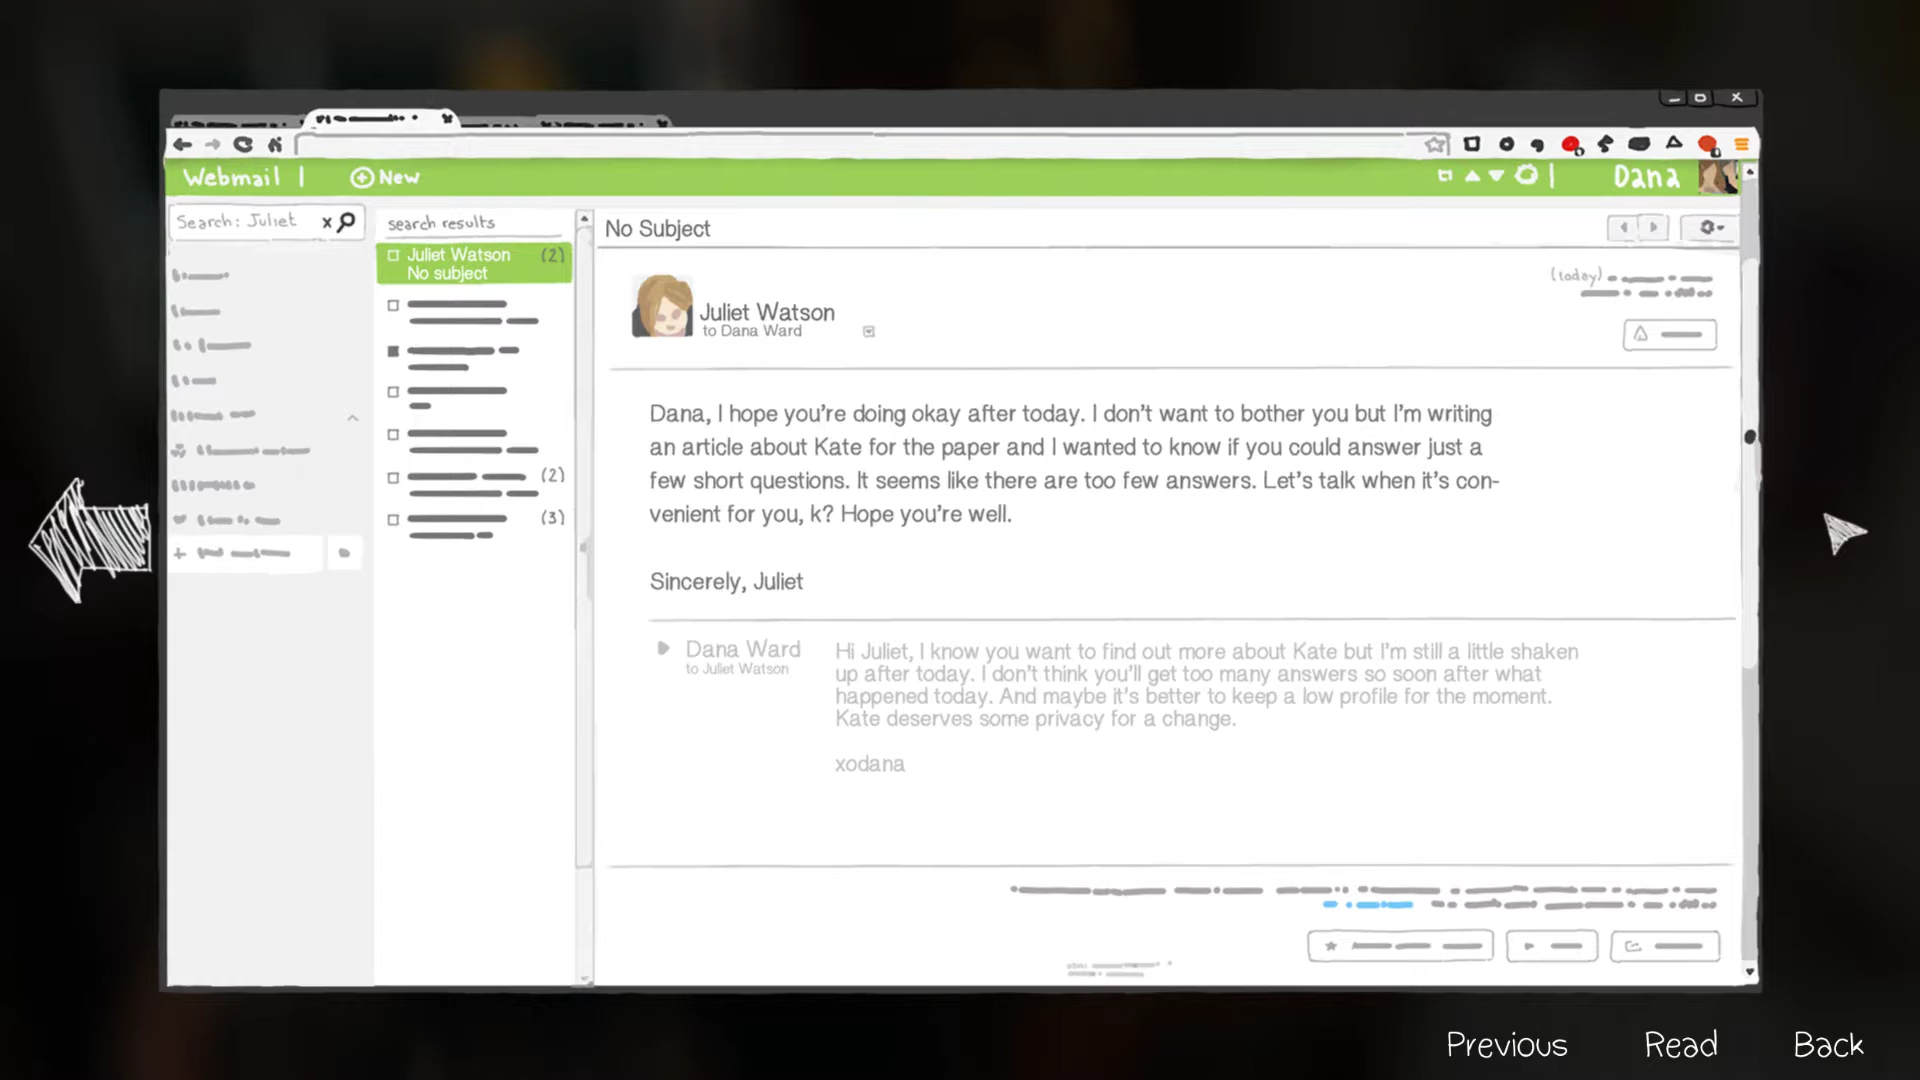 Webmail |
New
Dana
Search: Juliet x
search results
Juliet Watson (2)
No subject
(2)
(3)
No Subject
(today)
Juliet Watson
to Dana Ward
Dana, I hope you're doing okay after today. I don't want to bother you but I'm writing
an article about Kate for the paper and I wanted to know if you could answer just a
few short questions. It seems like there are too few answers. Let's talk when it's con-
venient for you, k? Hope you're well.
Sincerely, Juliet
Dana Ward
to Juliet Watson
Hi Juliet, I know you want to find out more about Kate but I'm still a little shaken
up after today. I don't think you'll get too many answers so soon after what
happened today. And maybe it's better to keep a low profile for the moment.
Kate deserves some privacy for a change.
xodana
Previous
Read
Back